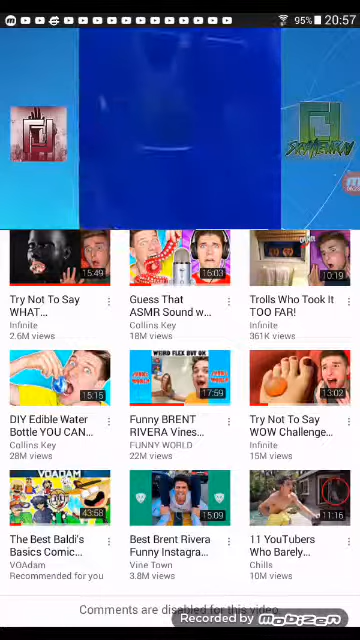 95% 20:57
15:49
16:03
10:19
Try Not To Say WHAT...
Infinite
2.6M views
Guess That ASMR Sound w...
Collins Key
18M views
Trolls Who Took It TOO FAR!
Infinite
361K views
15:15
WEIRD FLEX BUT OK
17:59
13:02
DIY Edible Water Bottle YOU CAN...
Collins Key
28M views
Funny BRENT RIVERA Vines...
FUNNY WORLD
22M views
Try Not To Say WOW Challenge...
Infinite
15M views
VOADAM
43:58
15:09
11:16
The Best Baldi's Basics Comic...
VOAdam
Recommended for you
Best Brent Rivera Funny Instagra...
Vine Town
3.8M views
11 YouTubers Who Barely...
Chills
10M views
Comments are disabled for this video.
Recorded by mobizen